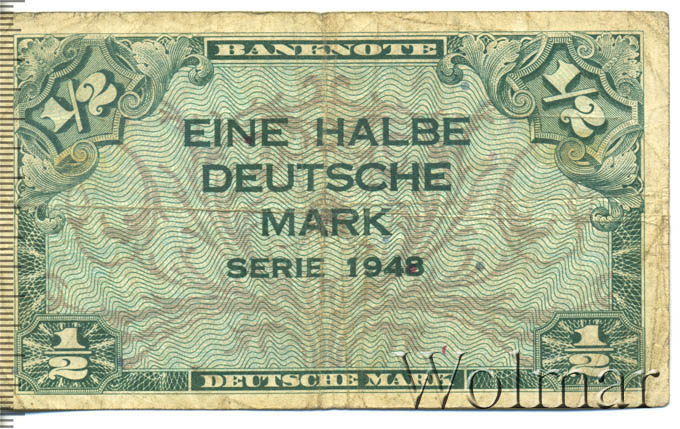 BANKNOTE
1/2 1/2
EINE HALBE
DEUTSCHE
MARK
SERIE 1948
1/2 1/2
DEUTSCHE MARK
Wolmar